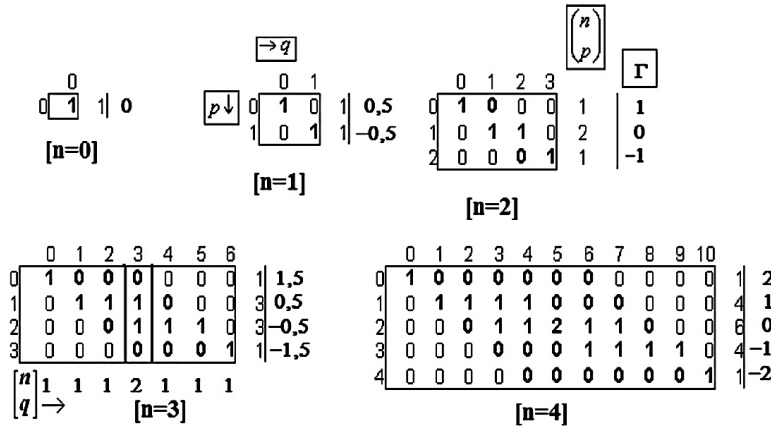 → q
(n p)
Γ
0
0 1 1 0
[n=0]
0 1
p↓ 0 1 0 1 0,5
1 0 1 1 −0,5
[n=1]
0 1 2 3
0 1 0 0 0 1 1
1 0 1 1 0 2 0
2 0 0 0 1 1 −1
[n=2]
0 1 2 3 4 5 6
0 1 0 0 0 0 0 0 1 1,5
1 0 1 1 1 0 0 0 3 0,5
2 0 0 0 1 1 1 0 3 −0,5
3 0 0 0 0 0 0 1 1 −1,5
[n q] → 1 1 1 2 1 1 1
[n=3]
0 1 2 3 4 5 6 7 8 9 10
0 1 0 0 0 0 0 0 0 0 0 0 1 2
1 0 1 1 1 1 0 0 0 0 0 0 4 1
2 0 0 0 1 1 2 1 1 0 0 0 6 0
3 0 0 0 0 0 0 1 1 1 1 0 4 −1
4 0 0 0 0 0 0 0 0 0 0 1 1 −2
[n=4]